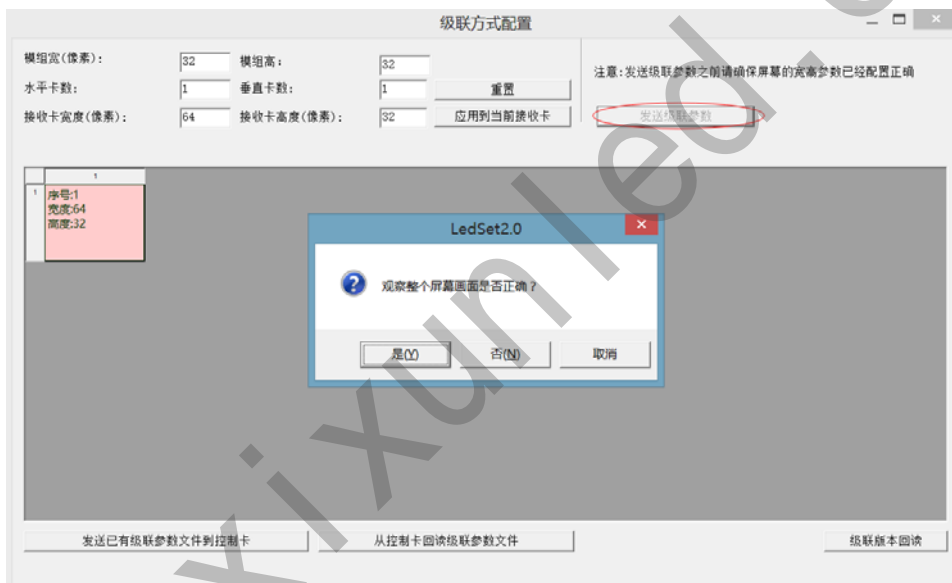 级联方式配置
模组宽(像素): 32 模组高: 32
注意:发送级联参数之前请确保屏幕的宽高参数已经配置正确
水平卡数: 1 垂直卡数: 1 重置
接收卡宽度(像素): 64 接收卡高度(像素): 32 应用到当前接收卡 发送级联参数
1
1 序号:1
宽度:64
高度:32
LedSet2.0
观察整个屏幕画面是否正确？
是(Y) 否(N) 取消
发送已有级联参数文件到控制卡 从控制卡回读级联参数文件 级联版本回读
xixunled.